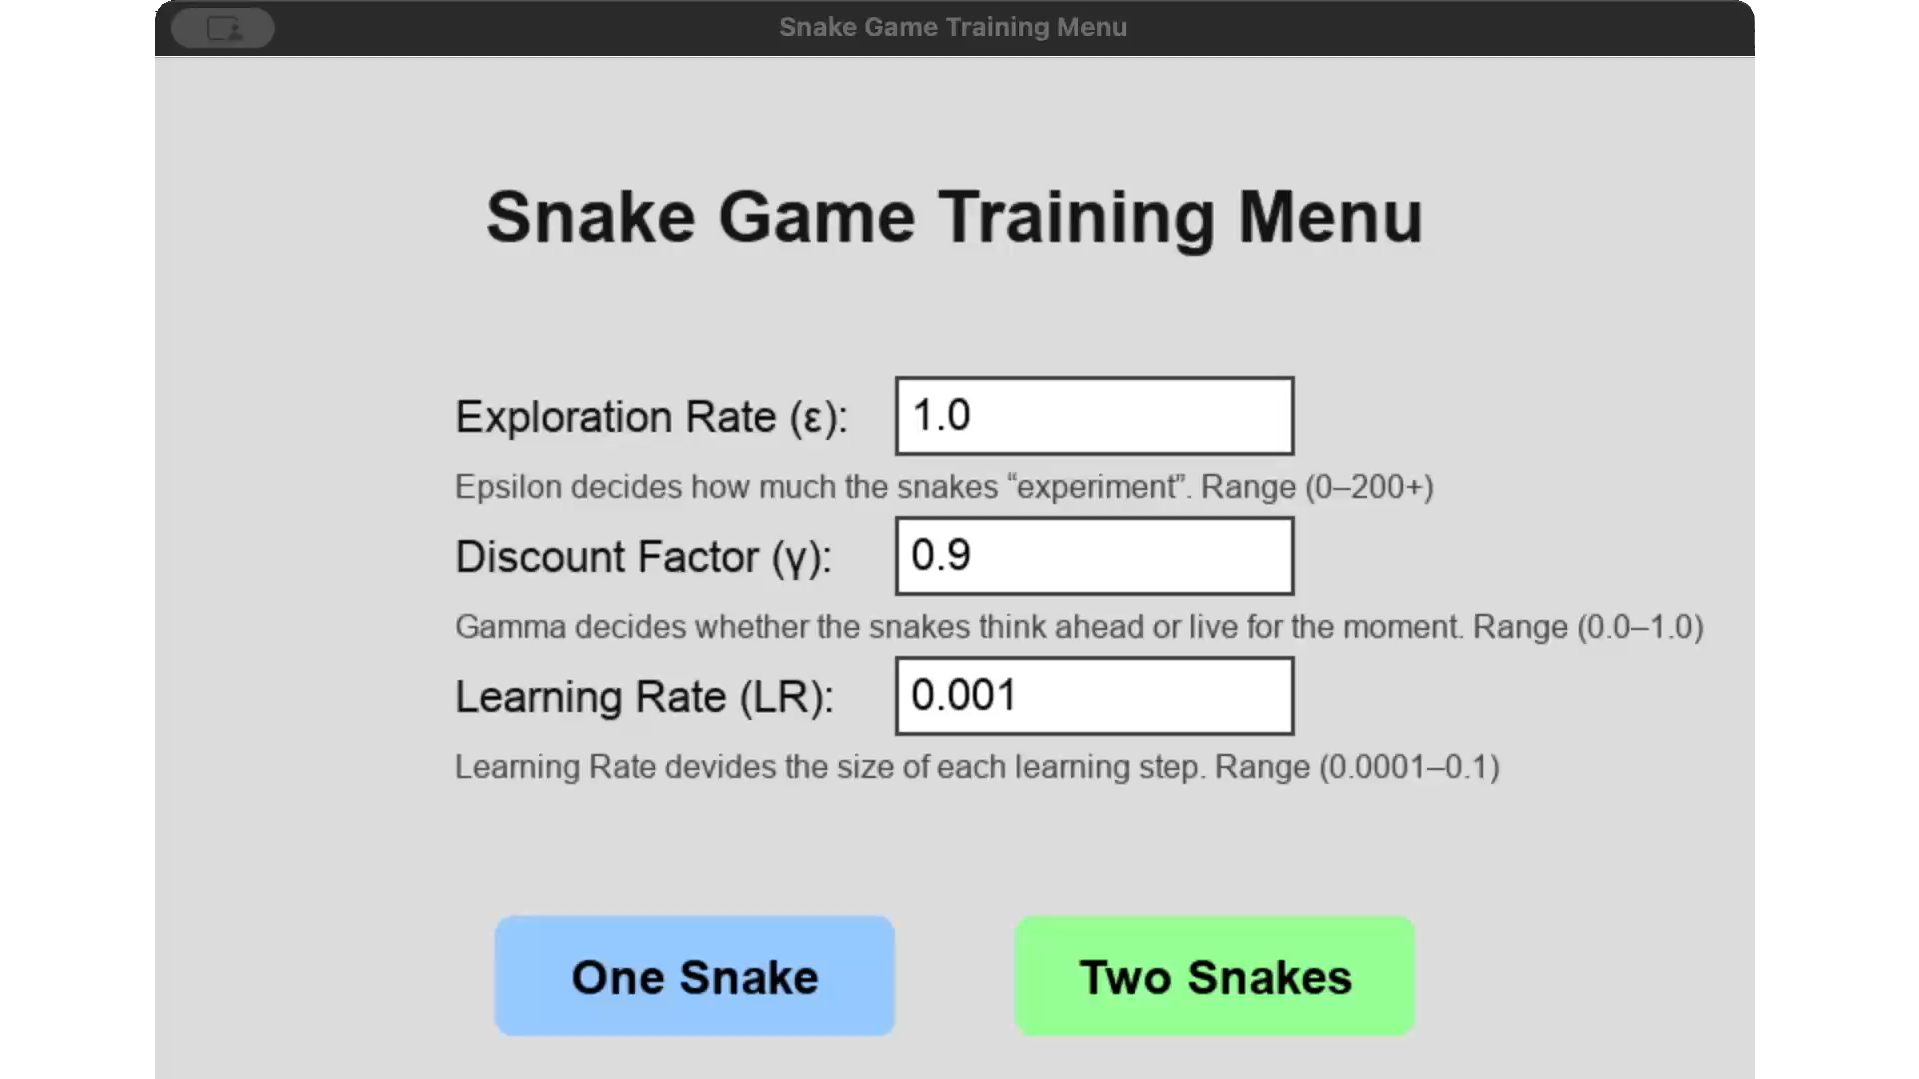 Snake Game Training Menu
Snake Game Training Menu
Exploration Rate (ε): 1.0
Epsilon decides how much the snakes “experiment”. Range (0–200+)
Discount Factor (γ): 0.9
Gamma decides whether the snakes think ahead or live for the moment. Range (0.0–1.0)
Learning Rate (LR): 0.001
Learning Rate devides the size of each learning step. Range (0.0001–0.1)
One Snake Two Snakes